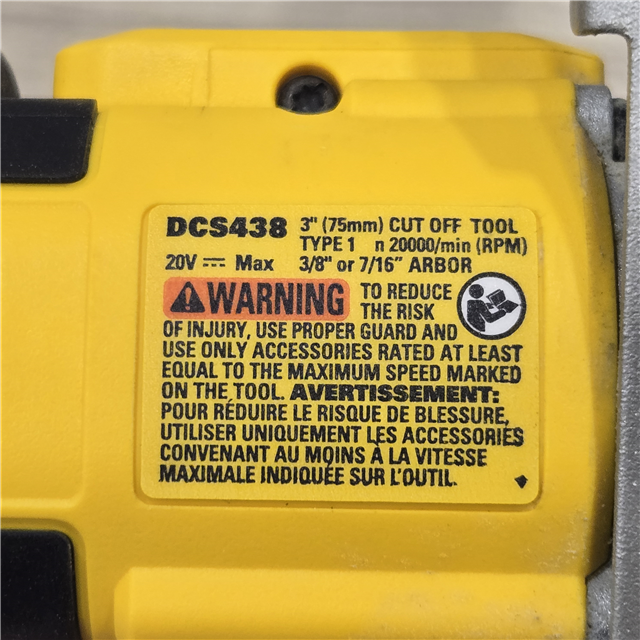 DCS438 3" (75mm) CUT OFF TOOL
TYPE 1 n 20000/min (RPM)
20V ⎓ Max 3/8" or 7/16" ARBOR
⚠WARNING TO REDUCE
THE RISK
OF INJURY, USE PROPER GUARD AND
USE ONLY ACCESSORIES RATED AT LEAST
EQUAL TO THE MAXIMUM SPEED MARKED
ON THE TOOL. AVERTISSEMENT:
POUR RÉDUIRE LE RISQUE DE BLESSURE,
UTILISER UNIQUEMENT LES ACCESSORIES
CONVENANT AU MOINS À LA VITESSE
MAXIMALE INDIQUÉE SUR L'OUTIL.